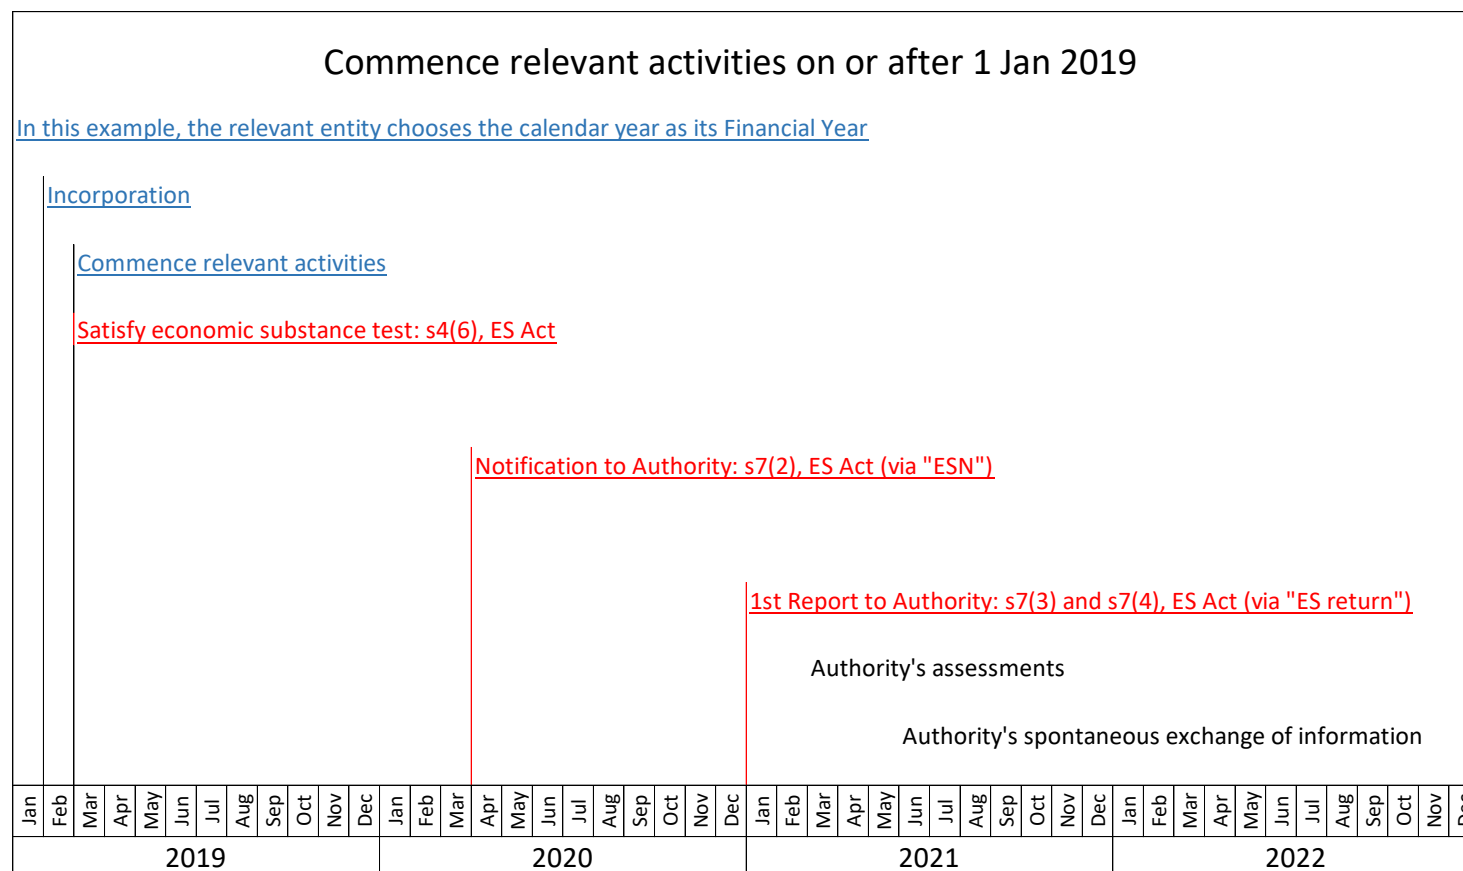 Commence relevant activities on or after 1 Jan 2019
In this example, the relevant entity chooses the calendar year as its Financial Year
Incorporation
Commence relevant activities
Satisfy economic substance test: s4(6), ES Act
Notification to Authority: s7(2), ES Act (via "ESN")
1st Report to Authority: s7(3) and s7(4), ES Act (via "ES return")
Authority's assessments
Authority's spontaneous exchange of information
Jan Feb Mar Apr May Jun Jul Aug Sep Oct Nov Dec Jan Feb Mar Apr May Jun Jul Aug Sep Oct Nov Dec Jan Feb Mar Apr May Jun Jul Aug Sep Oct Nov Dec Jan Feb Mar Apr May Jun Jul Aug Sep Oct Nov Dec
2019 2020 2021 2022